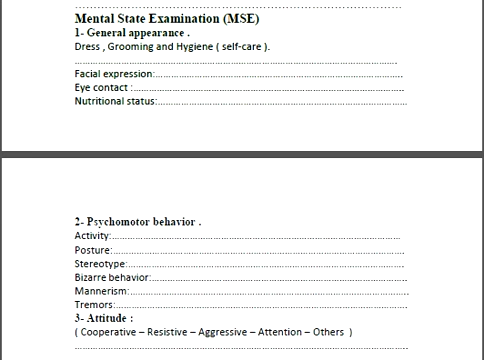 Mental State Examination (MSE)
1- General appearance .
Dress , Grooming and Hygiene ( self-care ).
Facial expression:
Eye contact :
Nutritional status:
2- Psychomotor behavior .
Activity:
Posture:
Stereotype:
Bizarre behavior:
Mannerism:
Tremors:
3- Attitude :
( Cooperative – Resistive – Aggressive – Attention – Others )